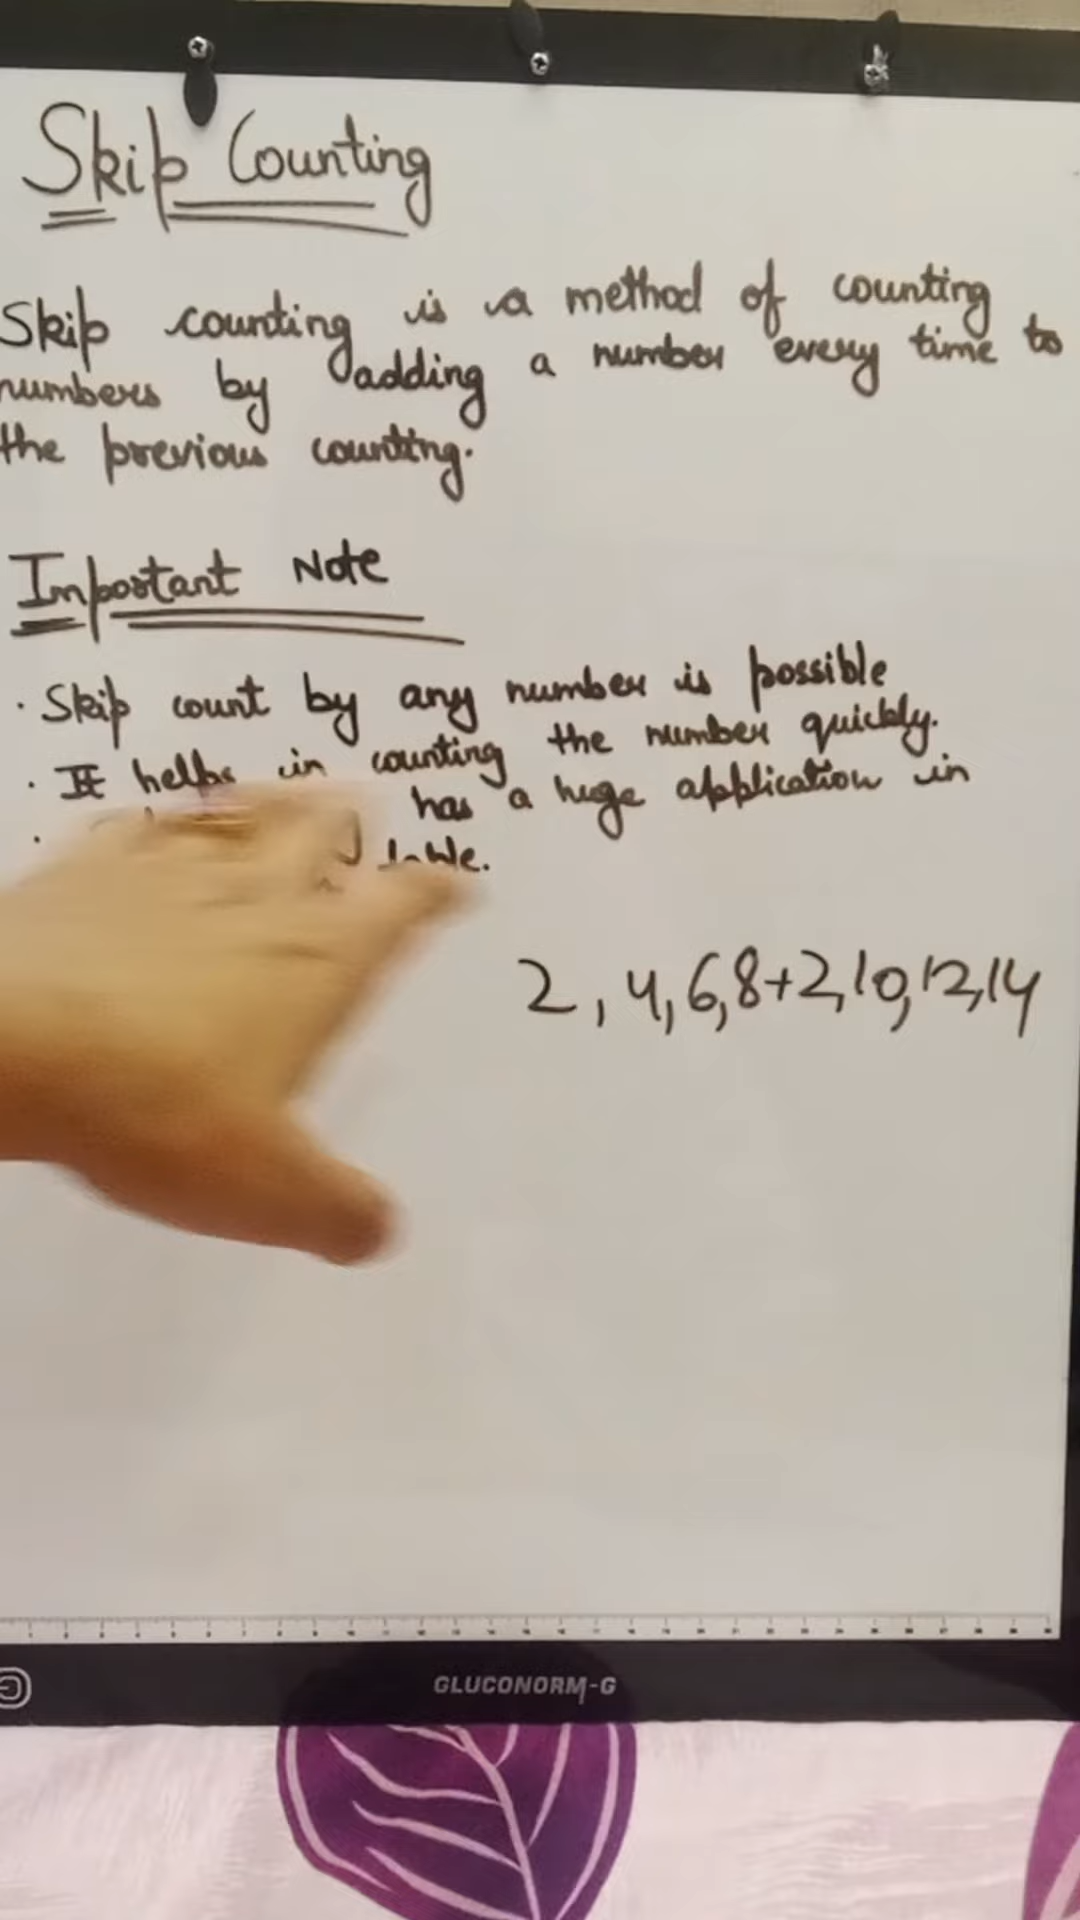 Skip Counting
Skip counting is a method of counting
numbers by adding a number every time to
the previous counting.
Important Note
· Skip count by any number is possible
· It helps in counting the number quickly.
· has a huge application in
table.
2, 4, 6, 8+2, 10, 12, 14
GLUCONORM-G